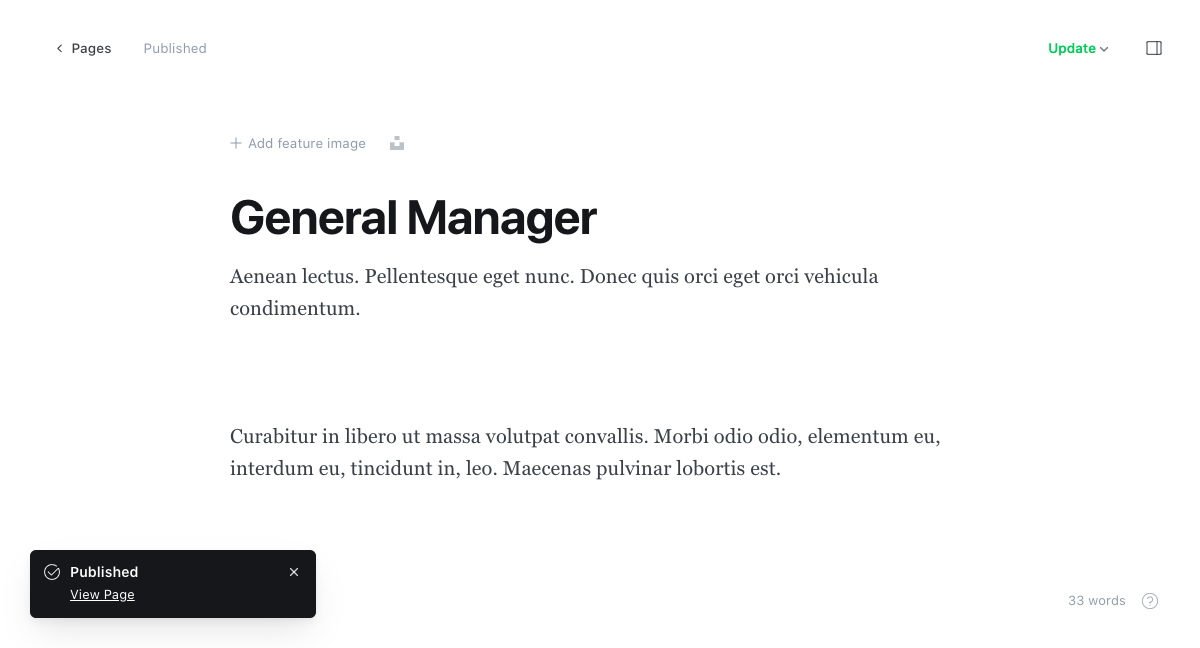 Pages
Published
Update
Add feature image
General Manager
Aenean lectus. Pellentesque eget nunc. Donec quis orci eget orci vehicula
condimentum.
Curabitur in libero ut massa volutpat convallis. Morbi odio odio, elementum eu,
interdum eu, tincidunt in, leo. Maecenas pulvinar lobortis est.
Published
View Page
33 words
?